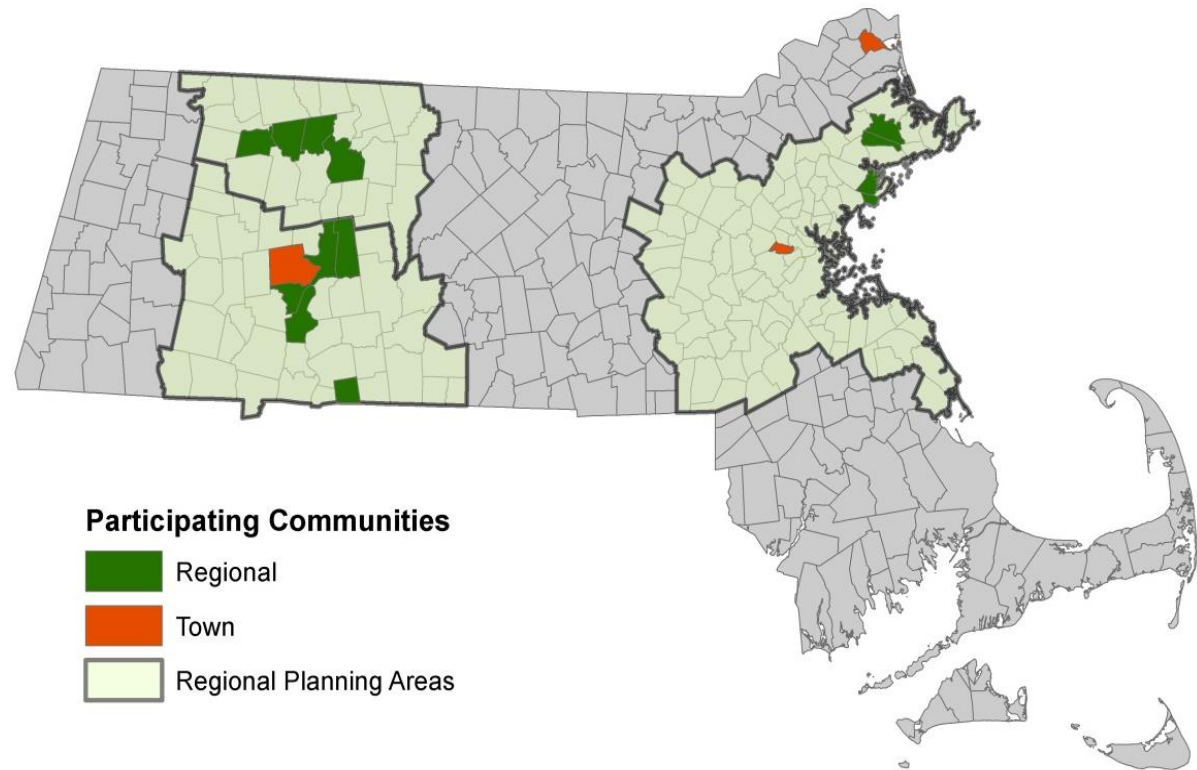 Participating Communities
Regional
Town
Regional Planning Areas